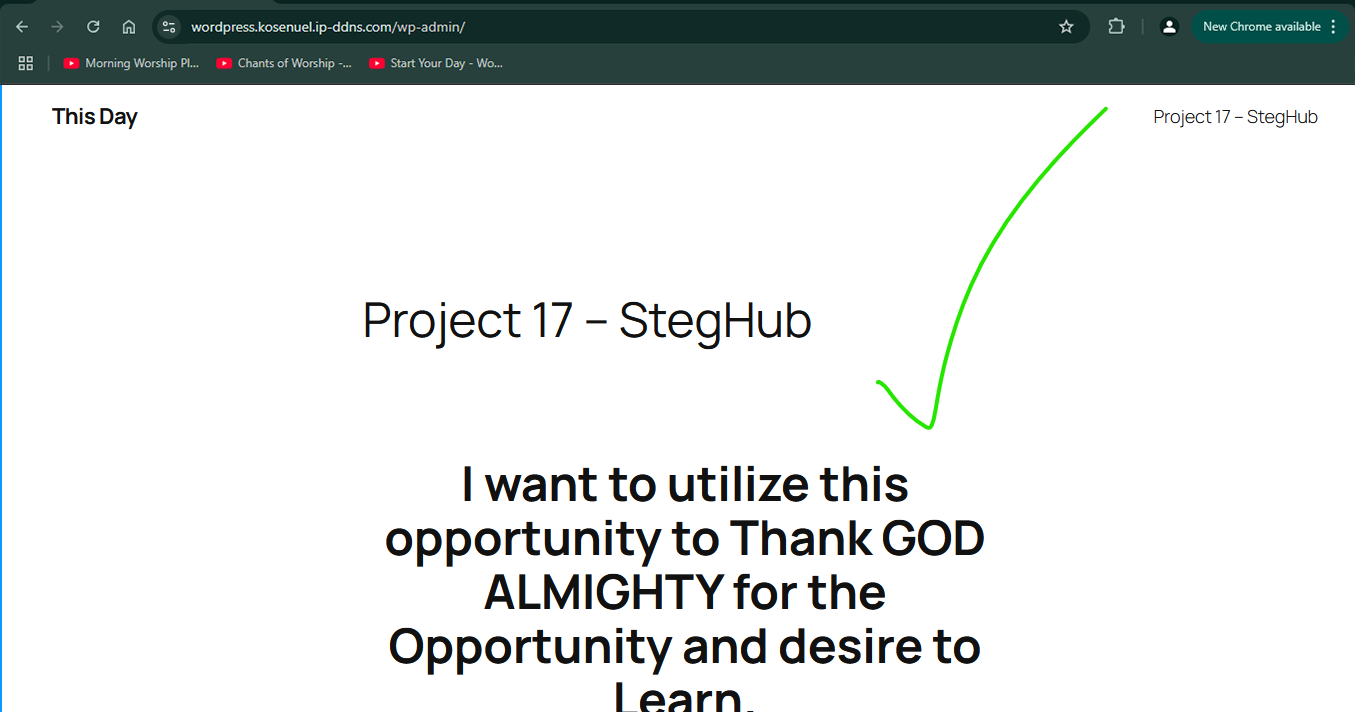 wordpress.kosenuel.ip-ddns.com/wp-admin/
New Chrome available
Morning Worship Pl...
Chants of Worship -...
Start Your Day - Wo...
This Day
Project 17 – StegHub
Project 17 – StegHub
I want to utilize this
opportunity to Thank GOD
ALMIGHTY for the
Opportunity and desire to
Learn.